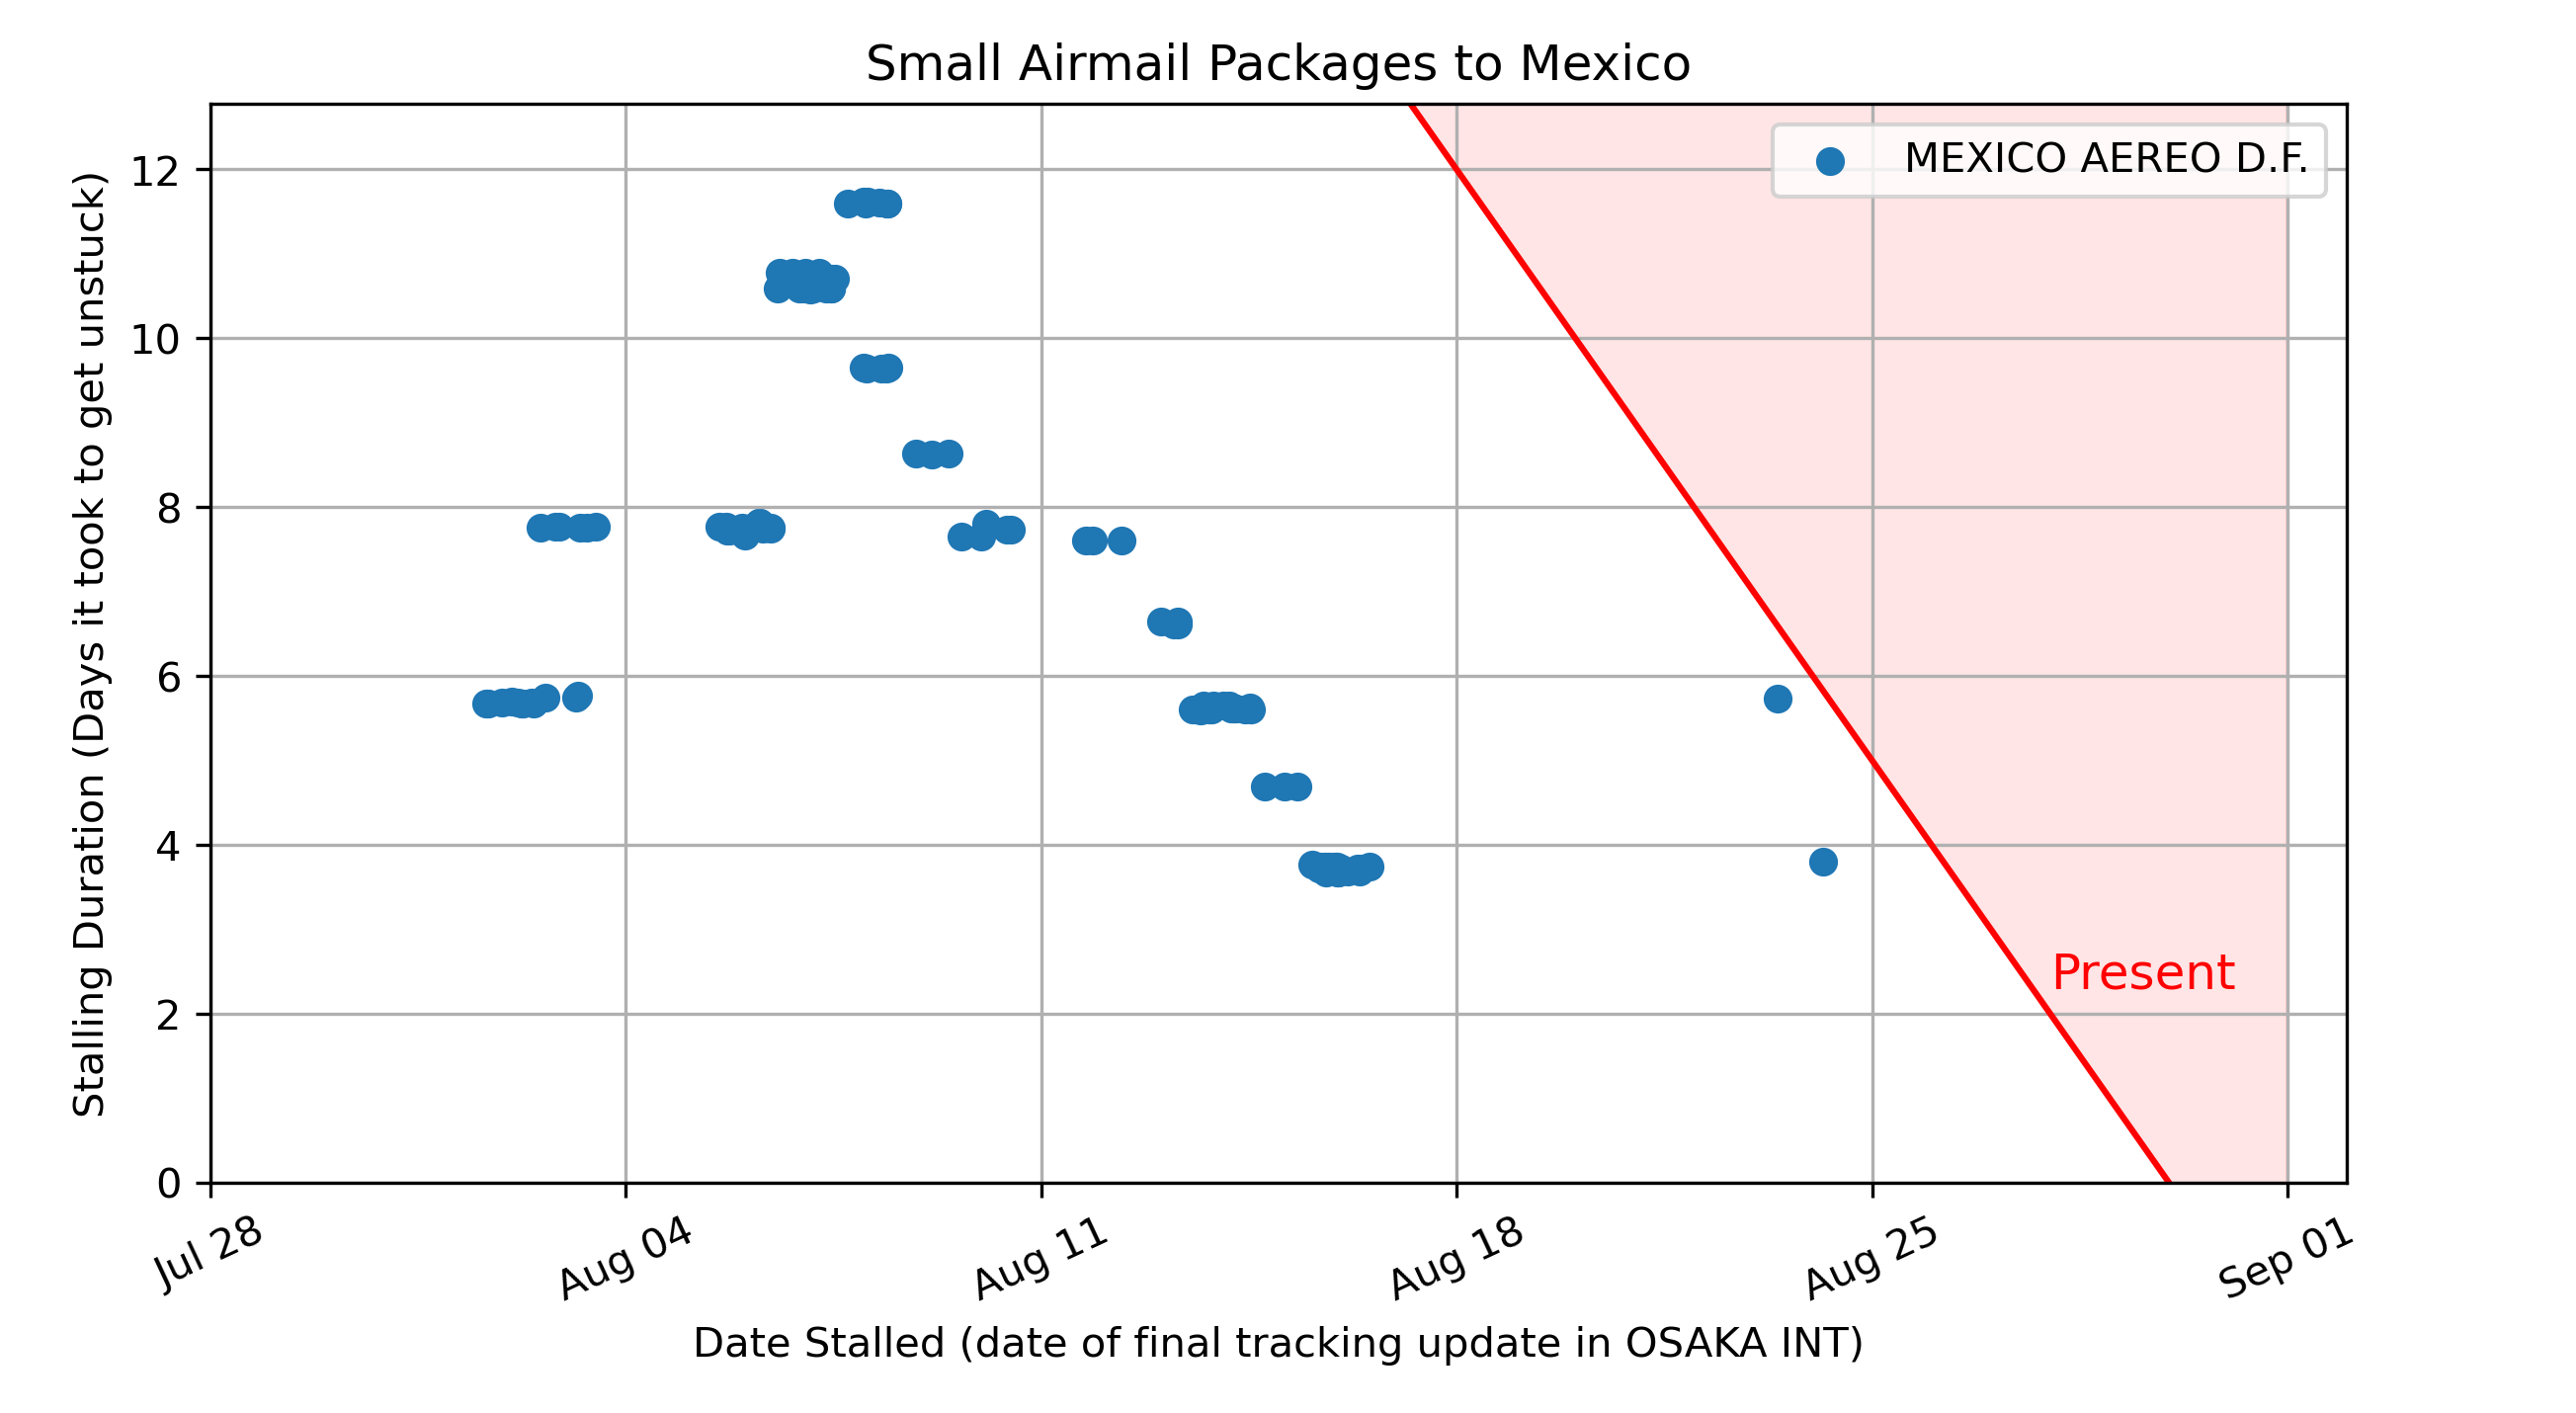 Small Airmail Packages to Mexico
MEXICO AEREO D.F.
Stalling Duration (Days it took to get unstuck)
12
10
8
6
4
2
0
Present
Jul 28
Aug 04
Aug 11
Aug 18
Aug 25
Sep 01
Date Stalled (date of final tracking update in OSAKA INT)